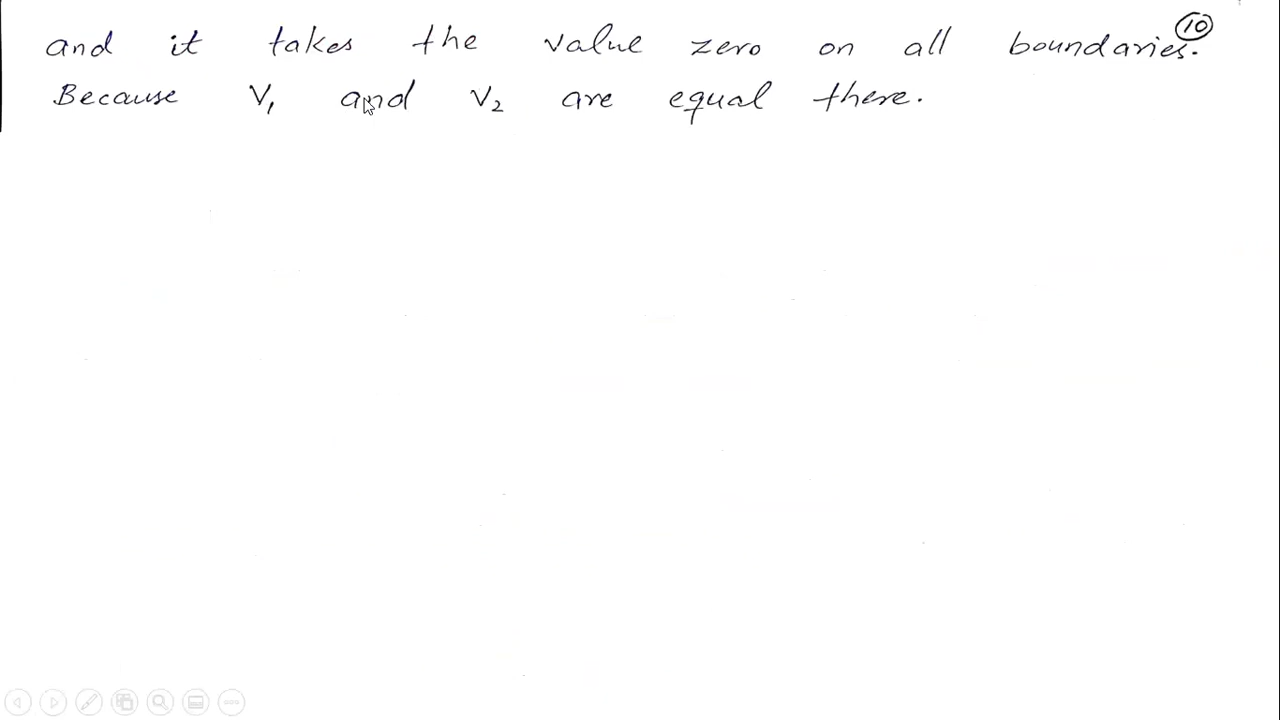 10
and it takes the value zero on all boundaries.
Because V₁ and V₂ are equal there.